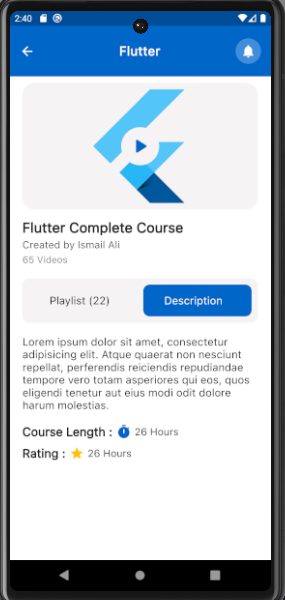 2:40
Flutter
Flutter Complete Course
Created by Ismail Ali
65 Videos
Playlist (22)
Description
Lorem ipsum dolor sit amet, consectetur
adipisicing elit. Atque quaerat non nesciunt
repellat, perferendis reiciendis repudiandae
tempore vero totam asperiores qui eos, quos
eligendi tenetur aut eius modi odit dolore
harum molestias.
Course Length : 26 Hours
Rating : 26 Hours